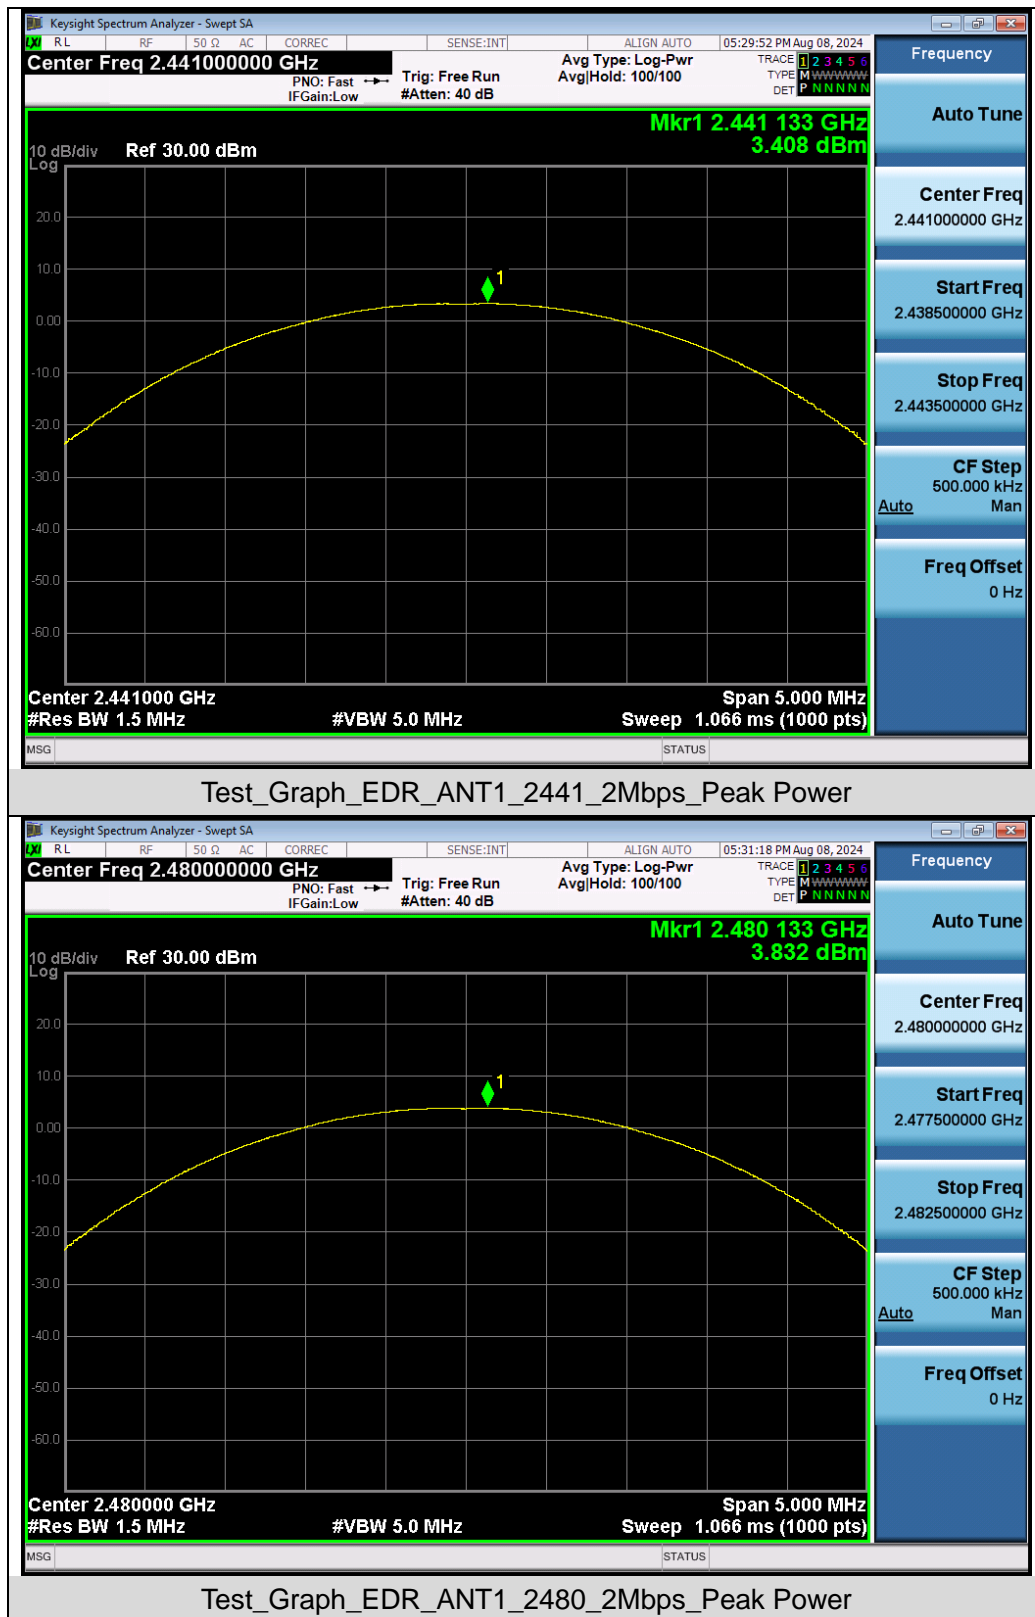 Keysight Spectrum Analyzer - Swept SA
LXI RL RF 50 Ω AC CORREC SENSE:INT ALIGN AUTO 05:29:52 PM Aug 08, 2024
Center Freq 2.441000000 GHz Avg Type: Log-Pwr TRACE 1 2 3 4 5 6
PNO: Fast Trig: Free Run Avg|Hold: 100/100 TYPE M WWWWW
IFGain:Low #Atten: 40 dB DET P N N N N N
Mkr1 2.441 133 GHz
10 dB/div Ref 30.00 dBm 3.408 dBm
Log
20.0
10.0
1
0.00
-10.0
-20.0
-30.0
-40.0
-50.0
-60.0
Center 2.441000 GHz Span 5.000 MHz
#Res BW 1.5 MHz #VBW 5.0 MHz Sweep 1.066 ms (1000 pts)
MSG STATUS
Frequency
Auto Tune
Center Freq
2.441000000 GHz
Start Freq
2.438500000 GHz
Stop Freq
2.443500000 GHz
CF Step
500.000 kHz
Auto Man
Freq Offset
0 Hz
Test_Graph_EDR_ANT1_2441_2Mbps_Peak Power
Keysight Spectrum Analyzer - Swept SA
LXI RL RF 50 Ω AC CORREC SENSE:INT ALIGN AUTO 05:31:18 PM Aug 08, 2024
Center Freq 2.480000000 GHz Avg Type: Log-Pwr TRACE 1 2 3 4 5 6
PNO: Fast Trig: Free Run Avg|Hold: 100/100 TYPE M WWWWW
IFGain:Low #Atten: 40 dB DET P N N N N N
Mkr1 2.480 133 GHz
10 dB/div Ref 30.00 dBm 3.832 dBm
Log
20.0
10.0
1
0.00
-10.0
-20.0
-30.0
-40.0
-50.0
-60.0
Center 2.480000 GHz Span 5.000 MHz
#Res BW 1.5 MHz #VBW 5.0 MHz Sweep 1.066 ms (1000 pts)
MSG STATUS
Frequency
Auto Tune
Center Freq
2.480000000 GHz
Start Freq
2.477500000 GHz
Stop Freq
2.482500000 GHz
CF Step
500.000 kHz
Auto Man
Freq Offset
0 Hz
Test_Graph_EDR_ANT1_2480_2Mbps_Peak Power